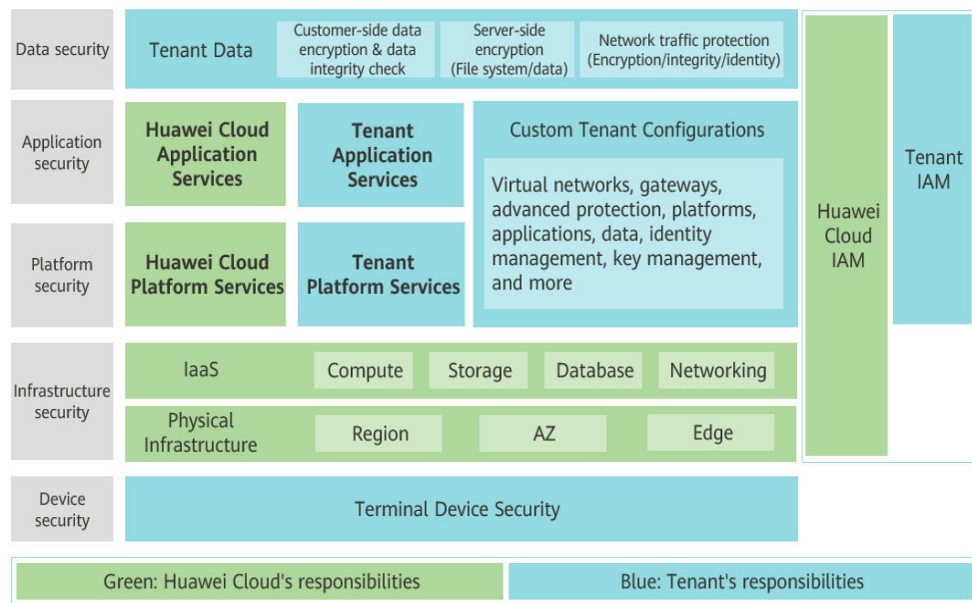 Data security
Tenant Data
Customer-side data
encryption & data
integrity check
Server-side
encryption
(File system/data)
Network traffic protection
(Encryption/integrity/identity)
Application
security
Huawei Cloud
Application
Services
Tenant
Application
Services
Custom Tenant Configurations
Virtual networks, gateways,
advanced protection, platforms,
applications, data, identity
management, key management,
and more
Platform
security
Huawei Cloud
Platform Services
Tenant
Platform Services
Huawei
Cloud
IAM
Tenant
IAM
Infrastructure
security
IaaS
Compute
Storage
Database
Networking
Physical
Infrastructure
Region
AZ
Edge
Device
security
Terminal Device Security
Green: Huawei Cloud's responsibilities
Blue: Tenant's responsibilities